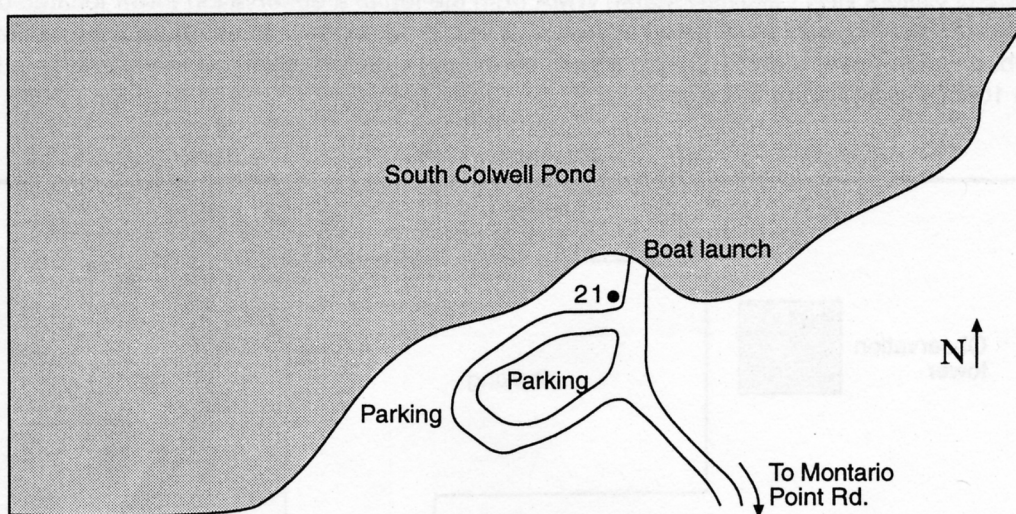 South Colwell Pond
Boat launch
21
N
Parking
Parking
To Montario
Point Rd.